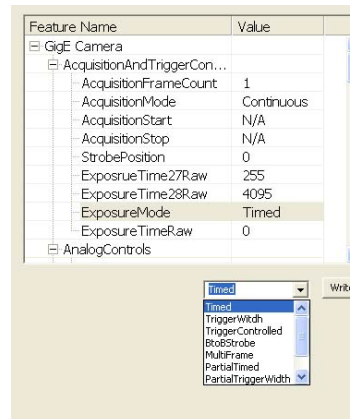 Feature Name Value
GigE Camera
AcquisitionAndTriggerCon...
AcquisitionFrameCount 1
AcquisitionMode Continuous
AcquisitionStart N/A
AcquisitionStop N/A
StrobePosition 0
ExposrueTime27Raw 255
ExposureTime28Raw 4095
ExposureMode Timed
ExposureTimeRaw 0
AnalogControls
Timed Write
Timed
TriggerWitdh
TriggerControlled
BtoBStrobe
MultiFrame
PartialTimed
PartialTriggerWidth